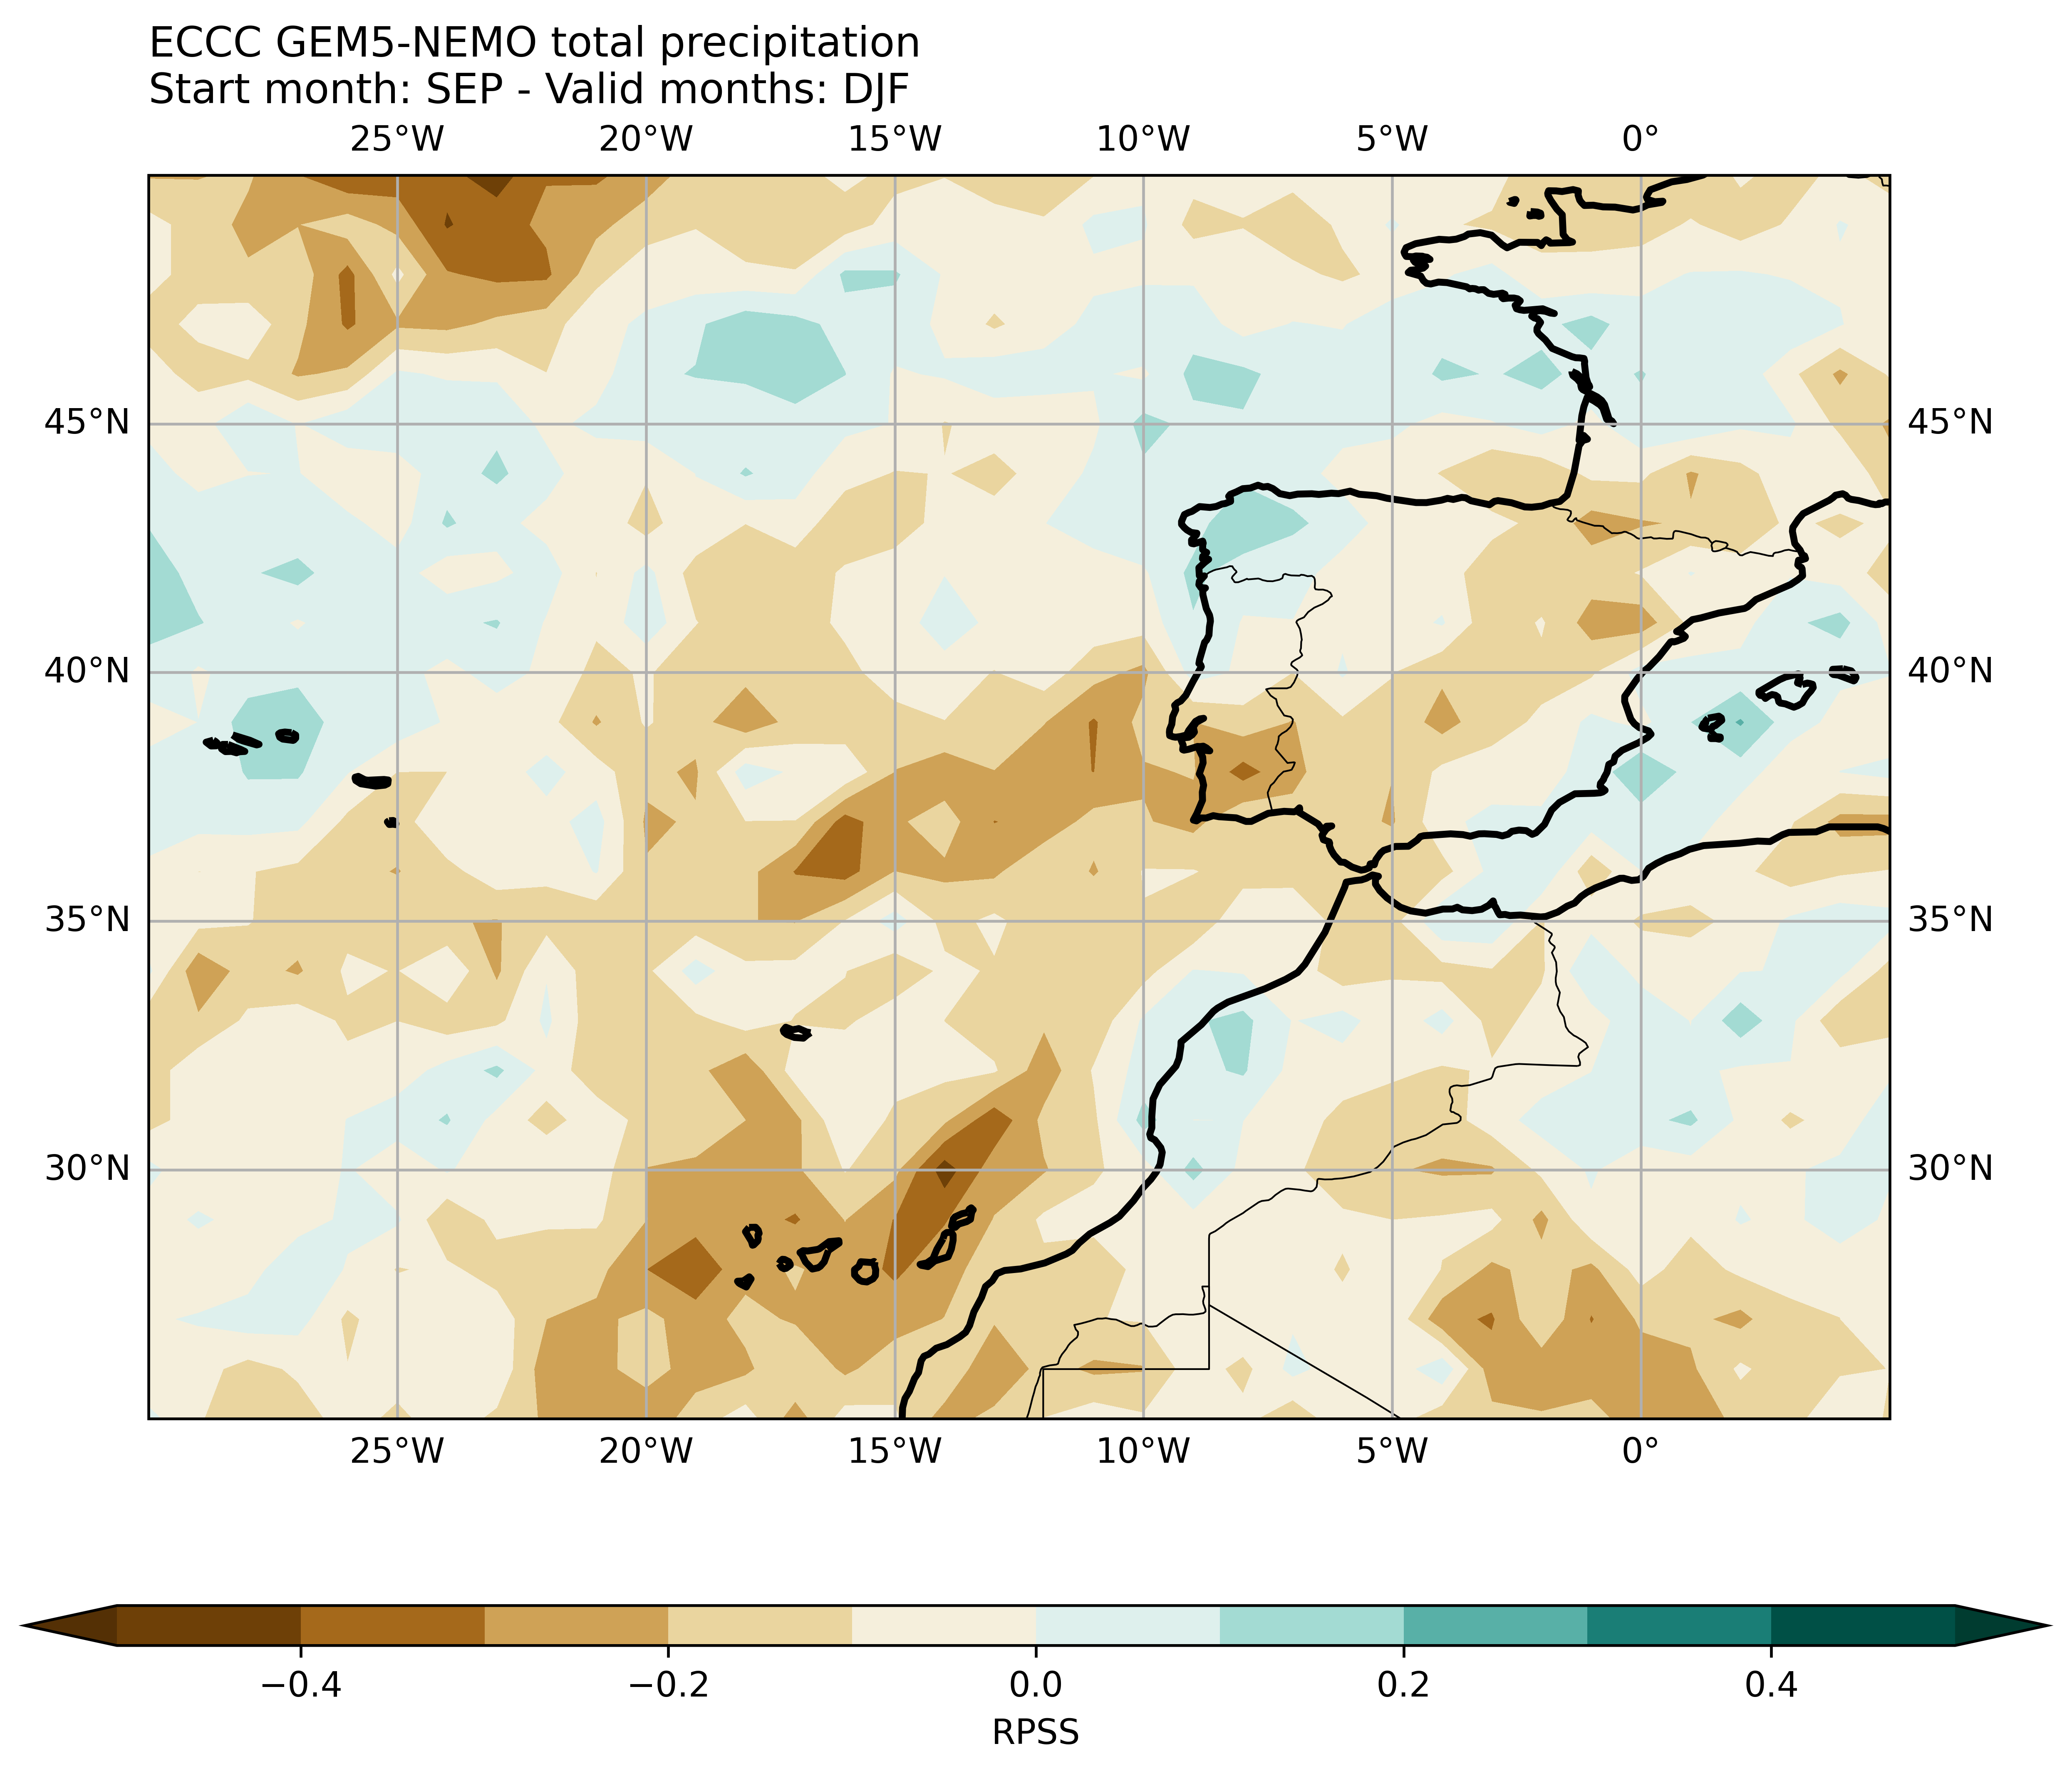 ECCC GEM5-NEMO total precipitation
Start month: SEP - Valid months: DJF
25°W 20°W 15°W 10°W 5°W 0°
45°N 45°N
40°N 40°N
35°N 35°N
30°N 30°N
25°W 20°W 15°W 10°W 5°W 0°
−0.4 −0.2 0.0 0.2 0.4
RPSS